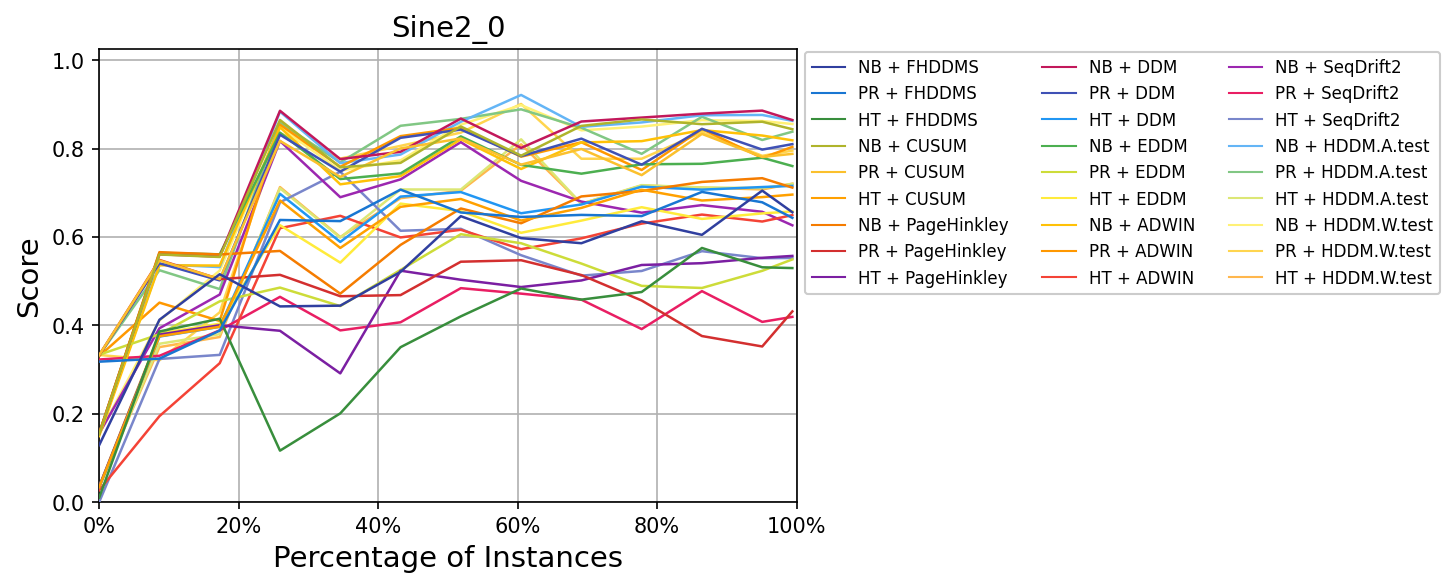 Sine2_0
Score
1.0
0.8
0.6
0.4
0.2
0.0
0% 20% 40% 60% 80% 100%
Percentage of Instances
NB + FHDDMS
PR + FHDDMS
HT + FHDDMS
NB + CUSUM
PR + CUSUM
HT + CUSUM
NB + PageHinkley
PR + PageHinkley
HT + PageHinkley
NB + DDM
PR + DDM
HT + DDM
NB + EDDM
PR + EDDM
HT + EDDM
NB + ADWIN
PR + ADWIN
HT + ADWIN
NB + SeqDrift2
PR + SeqDrift2
HT + SeqDrift2
NB + HDDM.A.test
PR + HDDM.A.test
HT + HDDM.A.test
NB + HDDM.W.test
PR + HDDM.W.test
HT + HDDM.W.test